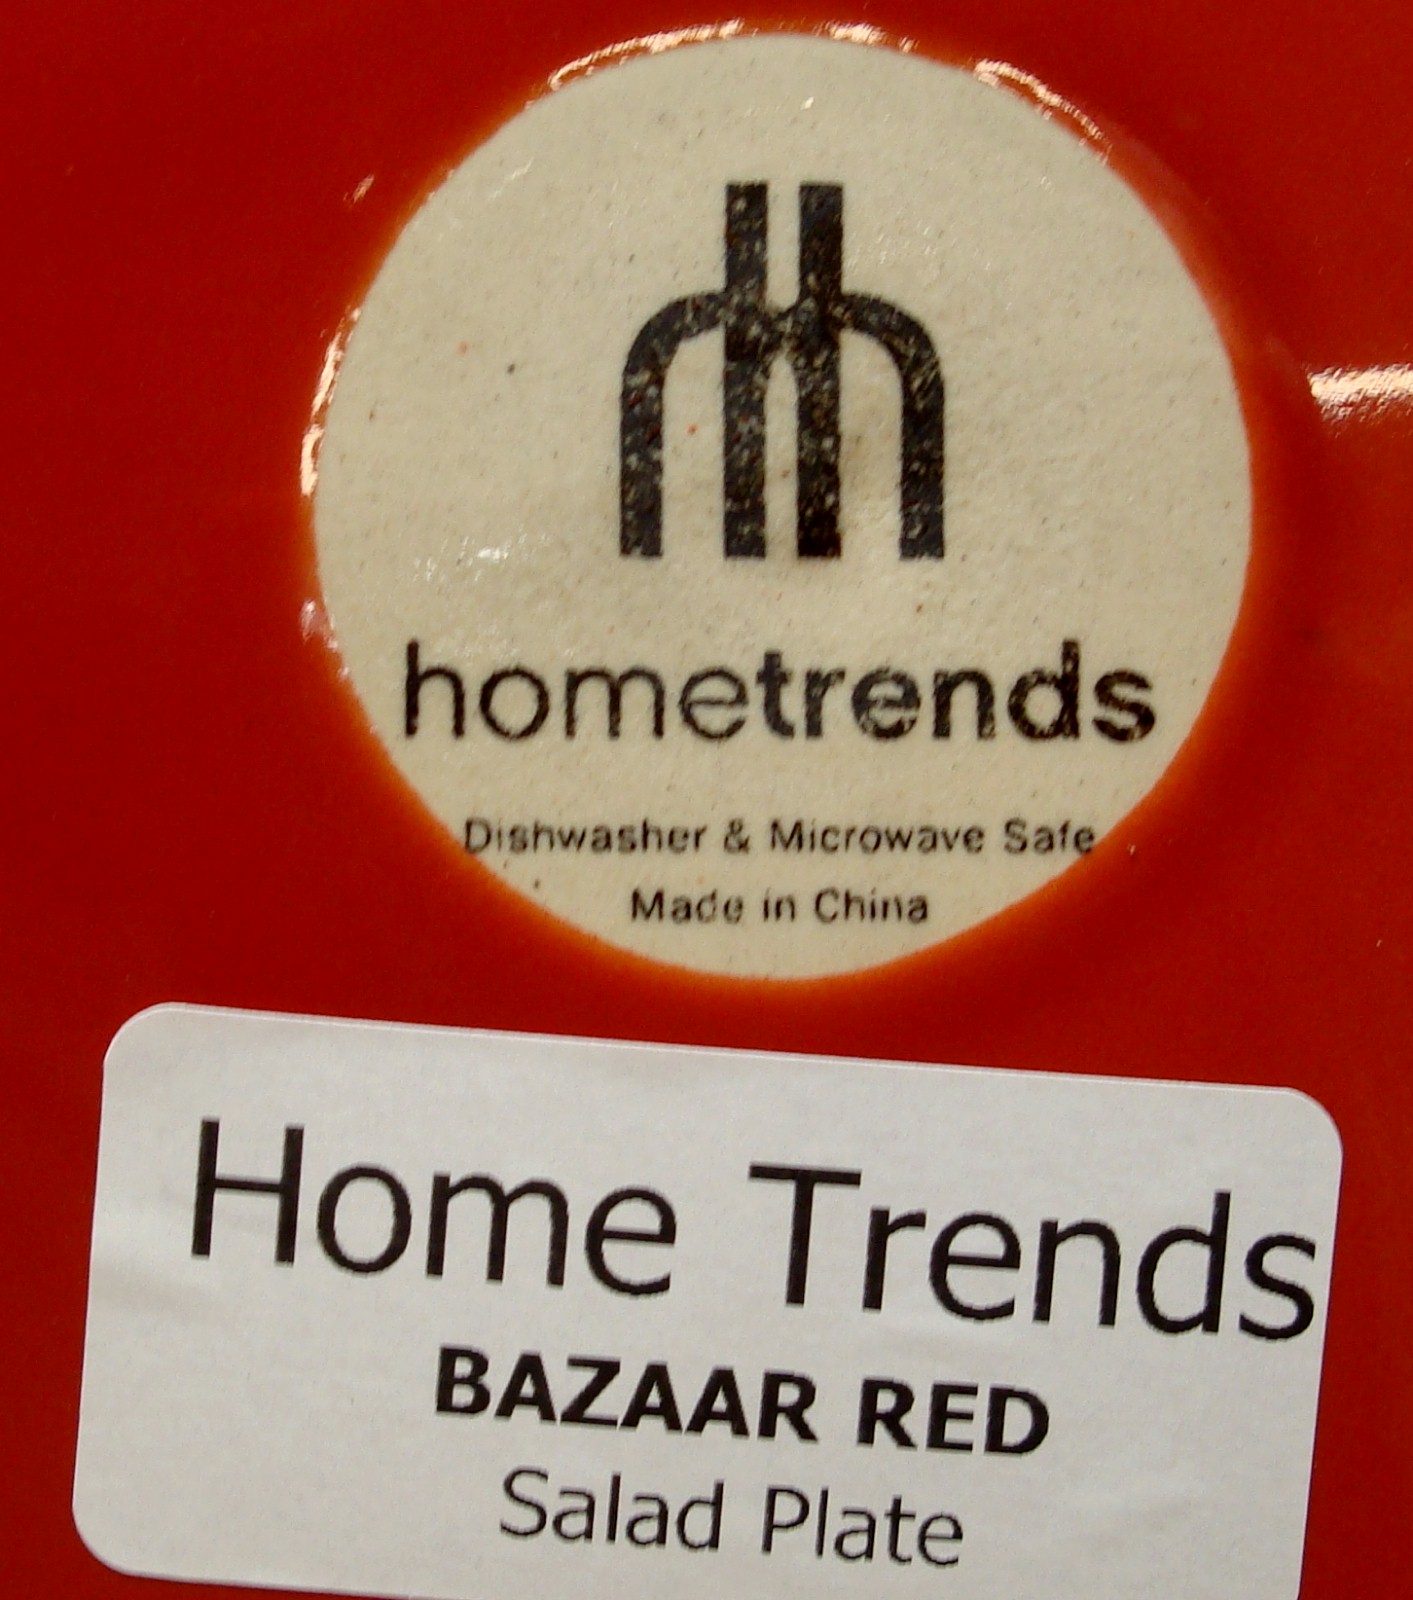 hometrends
Dishwasher & Microwave Safe
Made in China
Home Trends
BAZAAR RED
Salad Plate